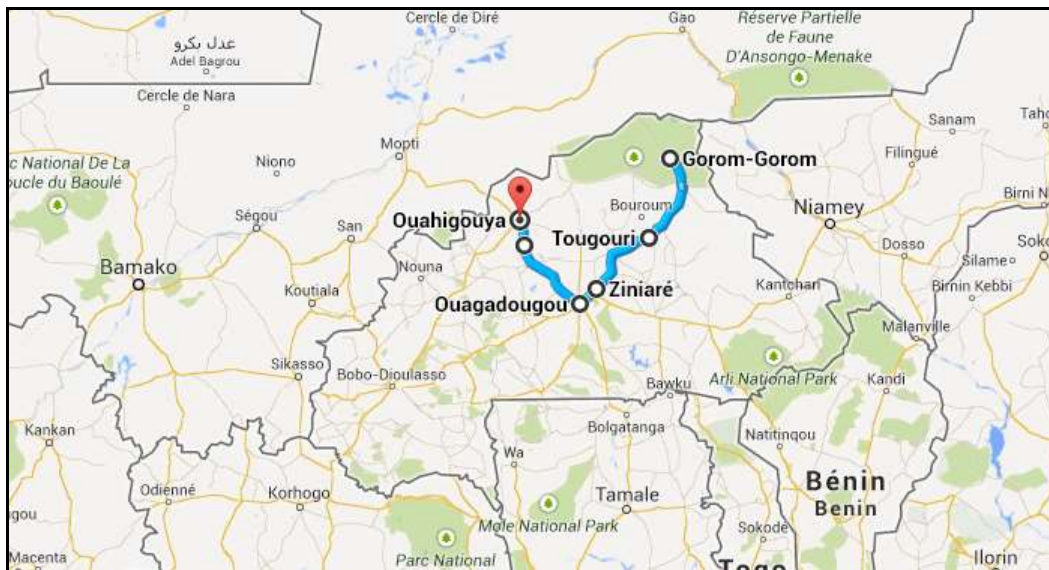 Cercle de Diré
Gao
Réserve Partielle
de Faune
D'Ansongo-Menake
عدل بكرو
Adel Bagrou
Cercle de Nara
Sanam
Mopti
Niono
Gorom-Gorom
Filingué
National De La
oucle du Baoulé
Ségou
San
Ouahigouya
Bouroum
Niamey
Birni N
Tougouri
Dosso
Bamako
Nouna
Silame
Koutiala
Ouagadougou
Ziniaré
Kantchari
Birnin Kebbi
Malanville
Sikasso
Bobo-Dioulasso
Bawku
Arli National Park
Kandi
Kankan
Bolgatanga
Wa
Natitingou
Odienné
Korhogo
Tamale
Bénin
Benin
Mole National Park
Sokodé
Macenta
Parc National
Togo
Ilorin